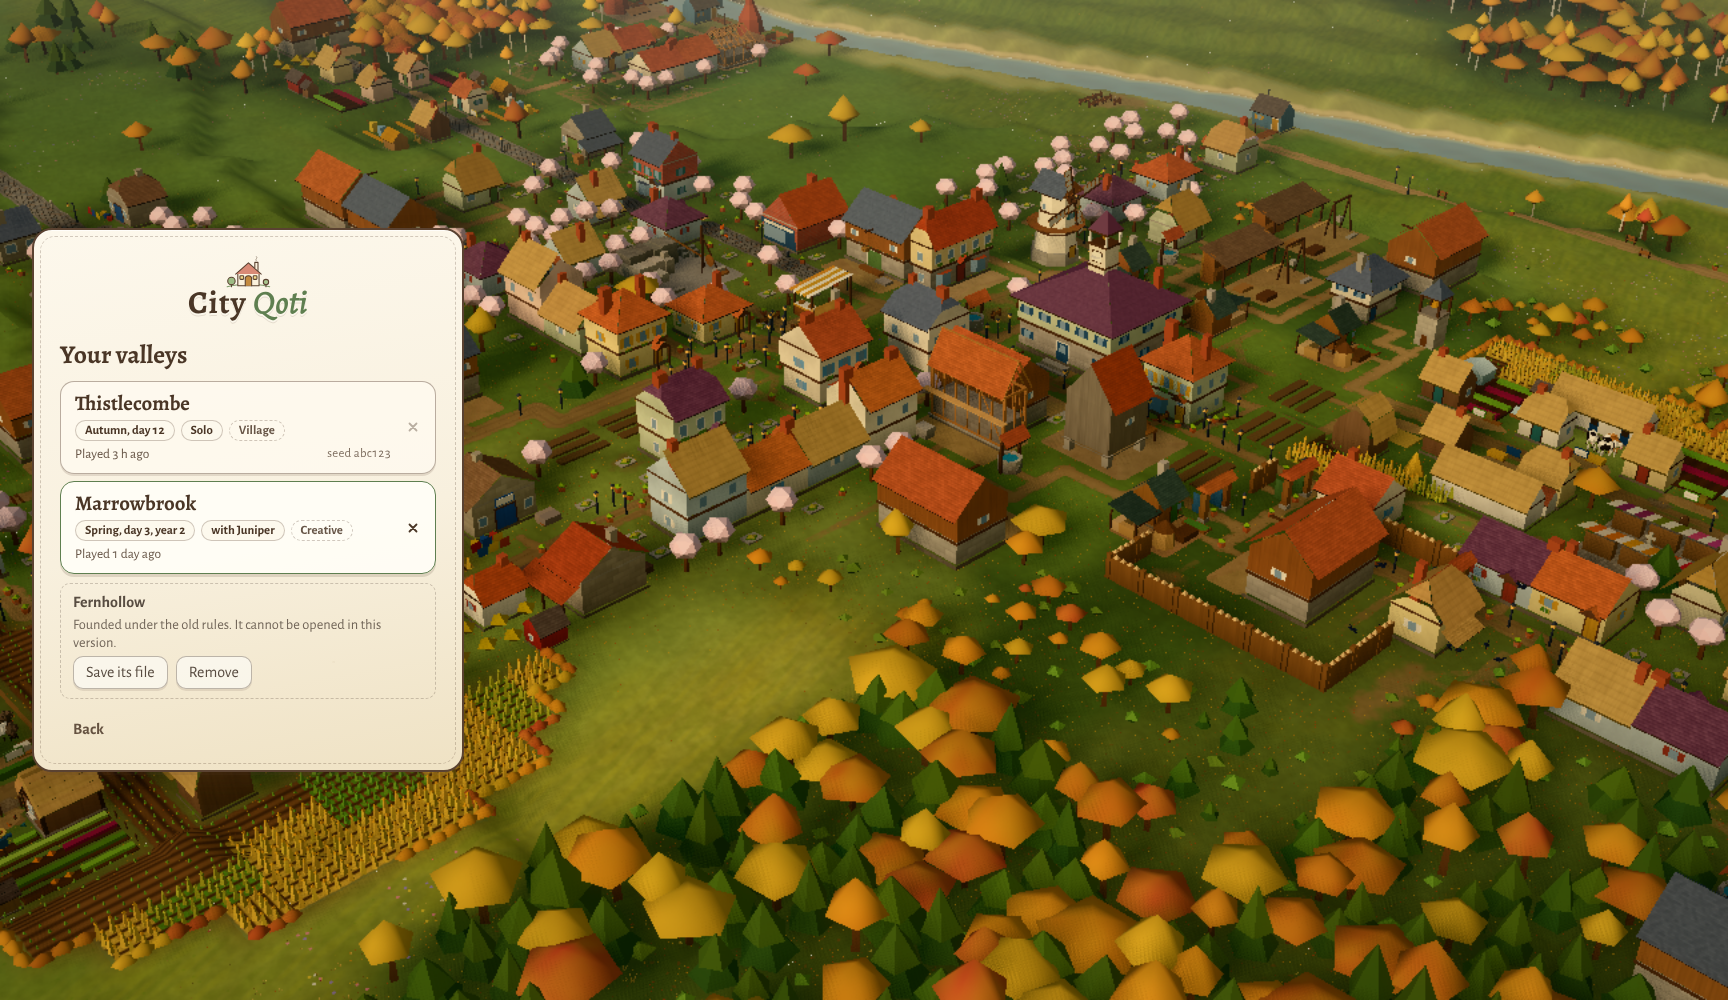 City Qoti
Your valleys
Thistlecombe
Autumn, day 12 Solo Village
Played 3 h ago seed abc123
Marrowbrook
Spring, day 3, year 2 with Juniper Creative
Played 1 day ago
Fernhollow
Founded under the old rules. It cannot be opened in this
version.
Save its file Remove
Back